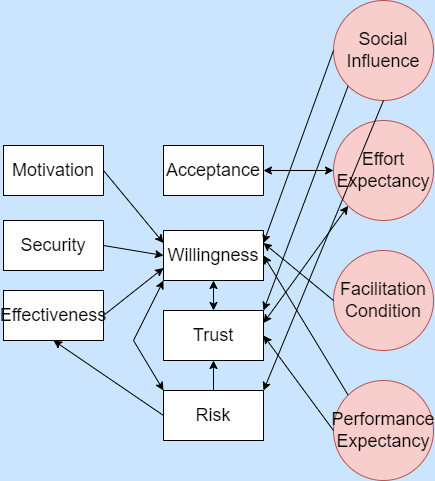 Social
Influence
Motivation
Acceptance
Effort
Expectancy
Security
Willingness
Effectiveness
Facilitation
Condition
Trust
Risk
Performance
Expectancy